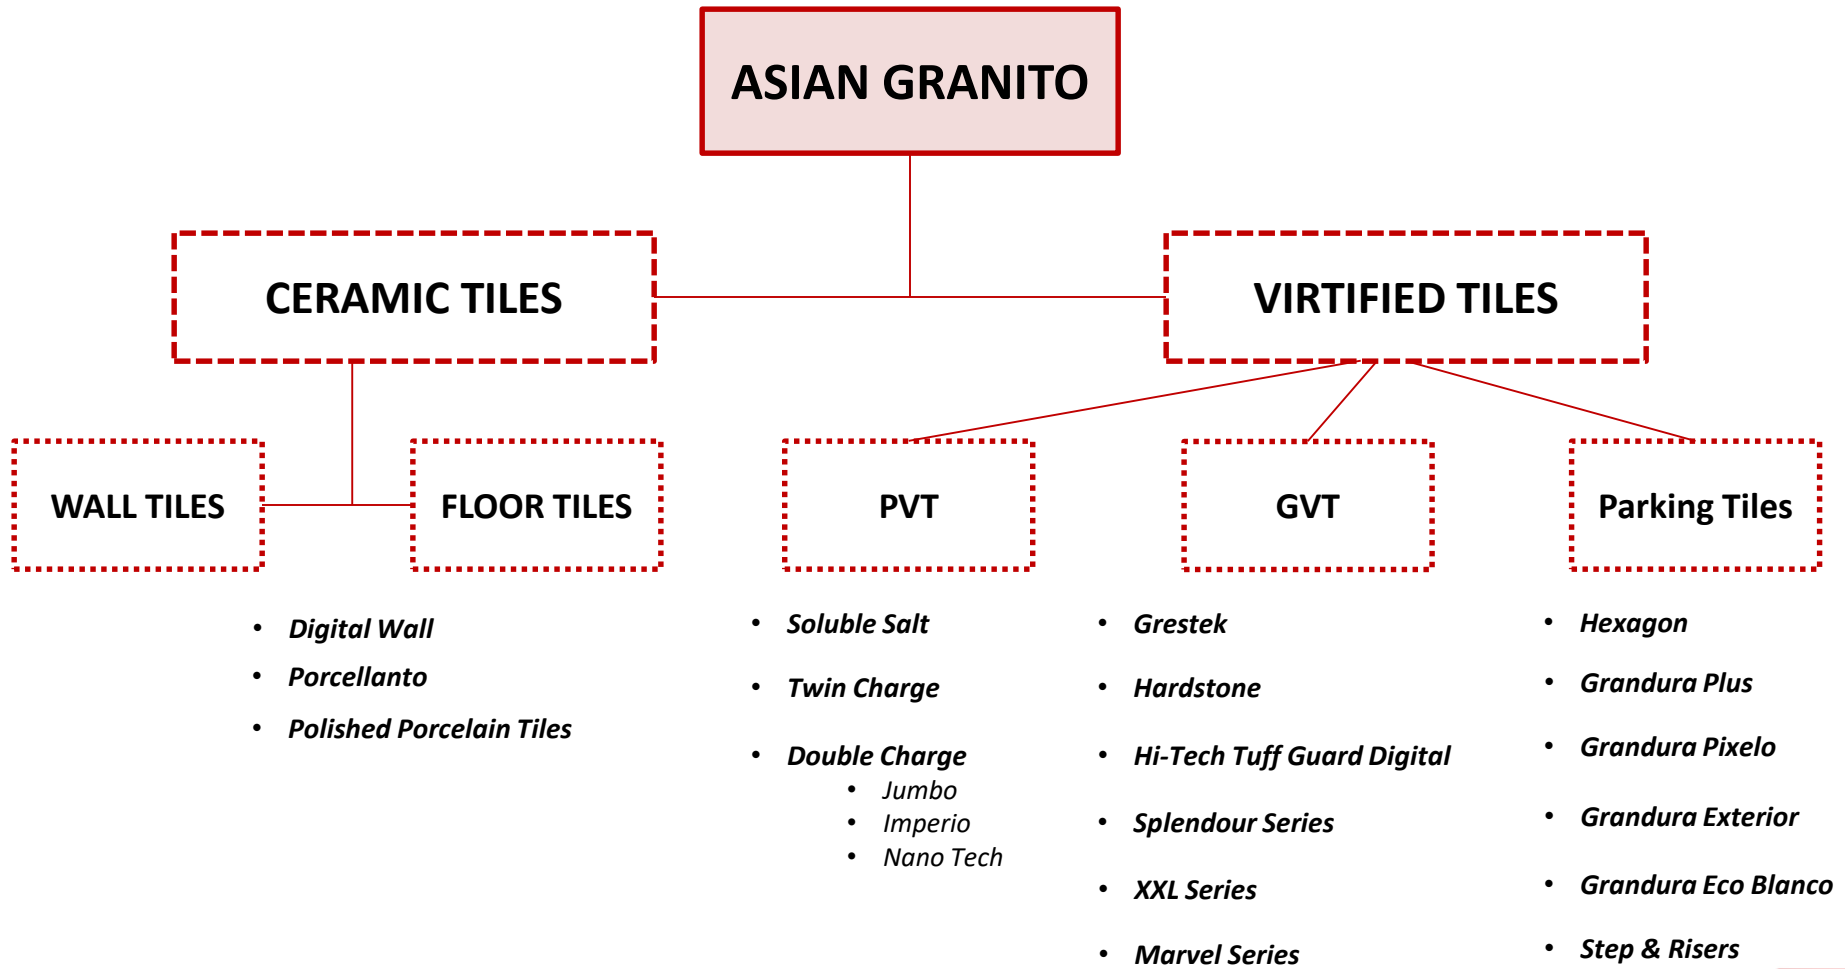 ASIAN GRANITO
CERAMIC TILES
VIRTIFIED TILES
WALL TILES
FLOOR TILES
PVT
GVT
Parking Tiles
• Digital Wall
• Porcellanto
• Polished Porcelain Tiles
• Soluble Salt
• Twin Charge
• Double Charge
• Jumbo
• Imperio
• Nano Tech
• Grestek
• Hardstone
• Hi-Tech Tuff Guard Digital
• Splendour Series
• XXL Series
• Marvel Series
• Hexagon
• Grandura Plus
• Grandura Pixelo
• Grandura Exterior
• Grandura Eco Blanco
• Step & Risers